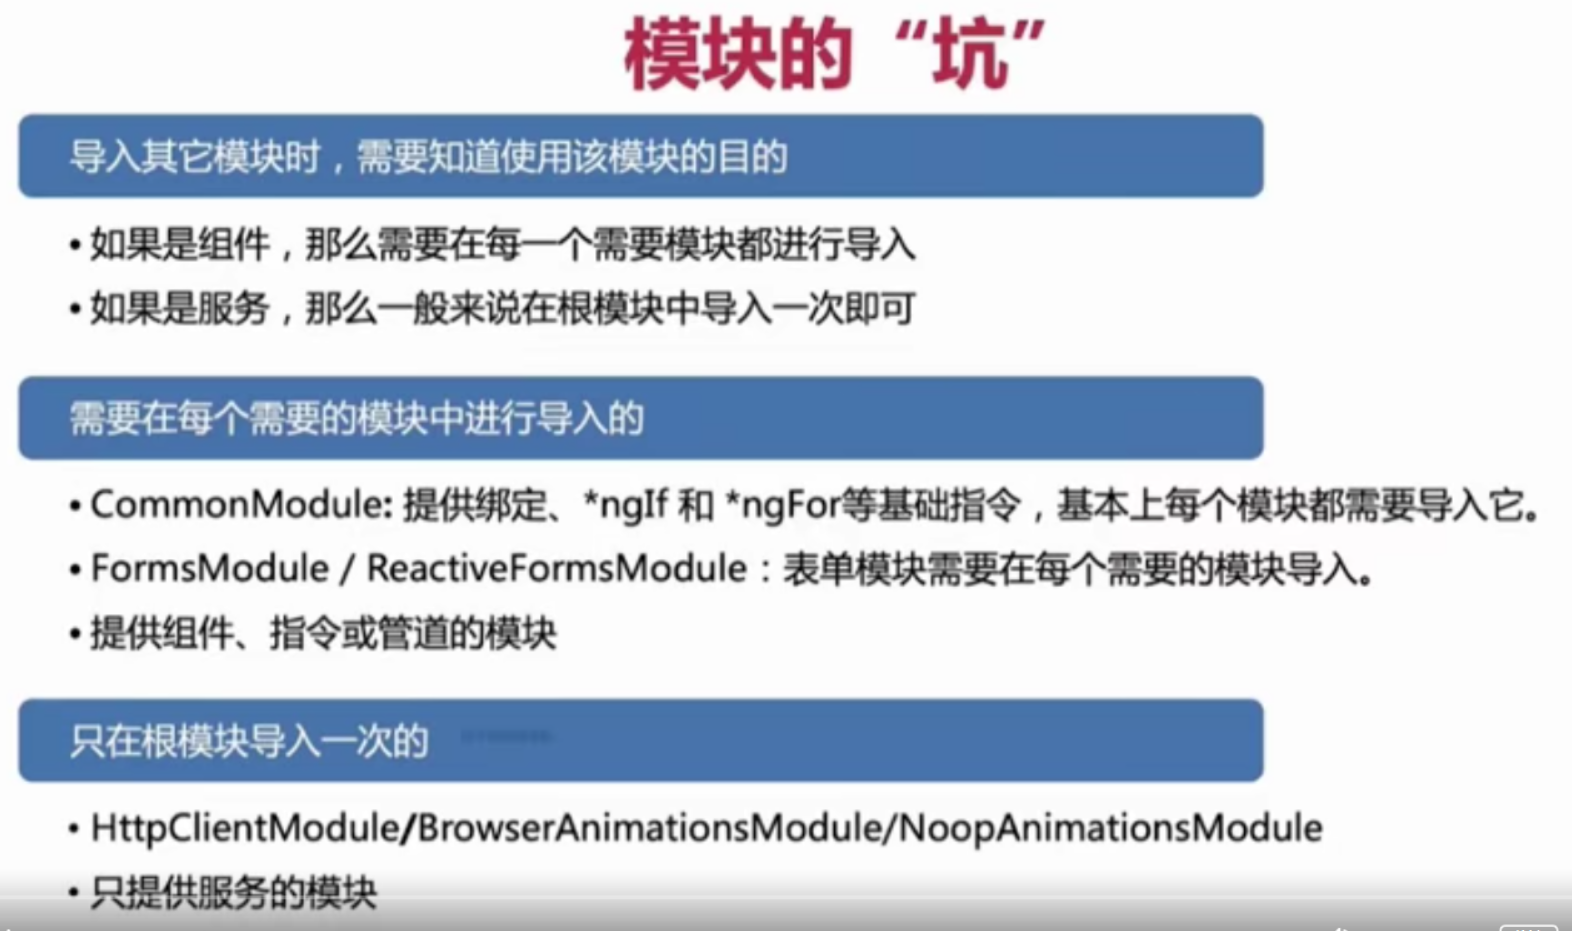 模块的 “坑”
导入其它模块时，需要知道使用该模块的目的
• 如果是组件，那么需要在每一个需要模块都进行导入
• 如果是服务，那么一般来说在根模块中导入一次即可
需要在每个需要的模块中进行导入的
• CommonModule: 提供绑定、*ngIf 和 *ngFor等基础指令，基本上每个模块都需要导入它。
• FormsModule / ReactiveFormsModule：表单模块需要在每个需要的模块导入。
• 提供组件、指令或管道的模块
只在根模块导入一次的
• HttpClientModule/BrowserAnimationsModule/NoopAnimationsModule
• 只提供服务的模块